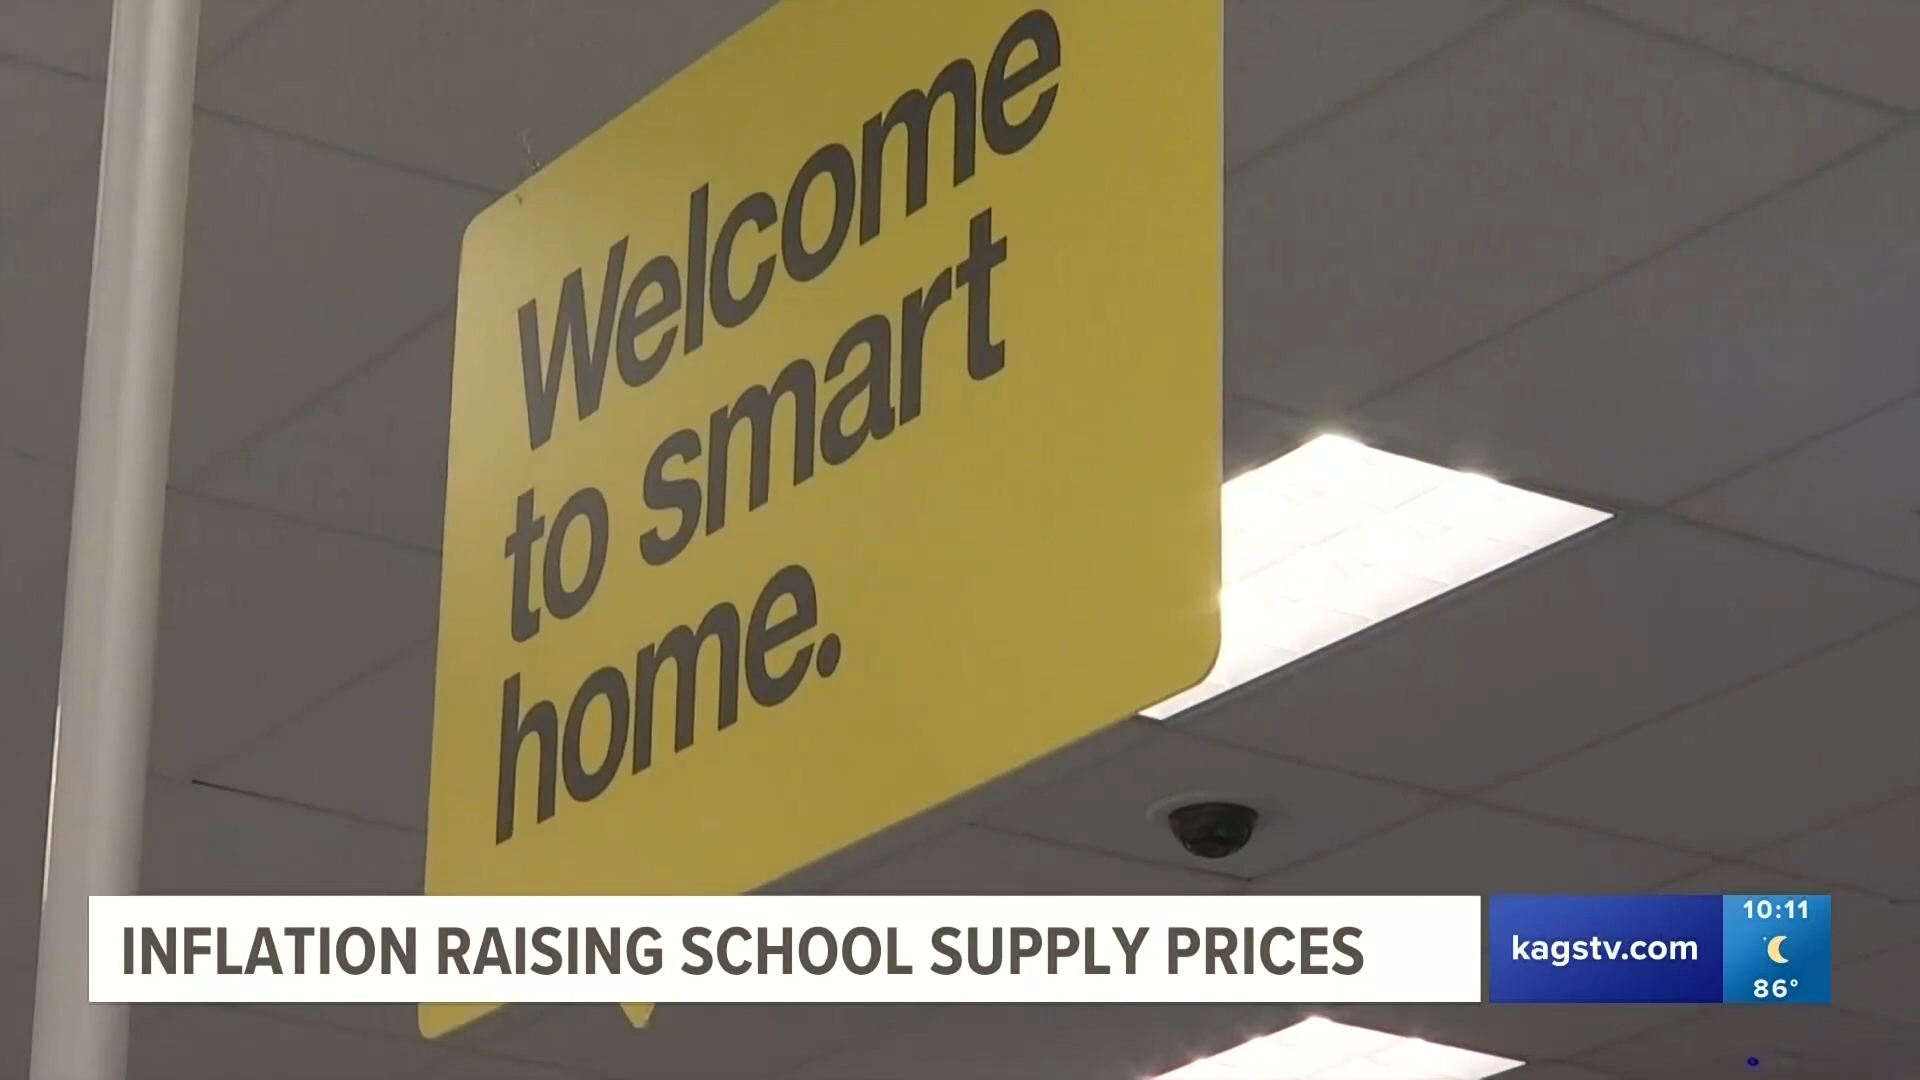 Welcome
to smart
home.
INFLATION RAISING SCHOOL SUPPLY PRICES
kagstv.com
10:11
86°